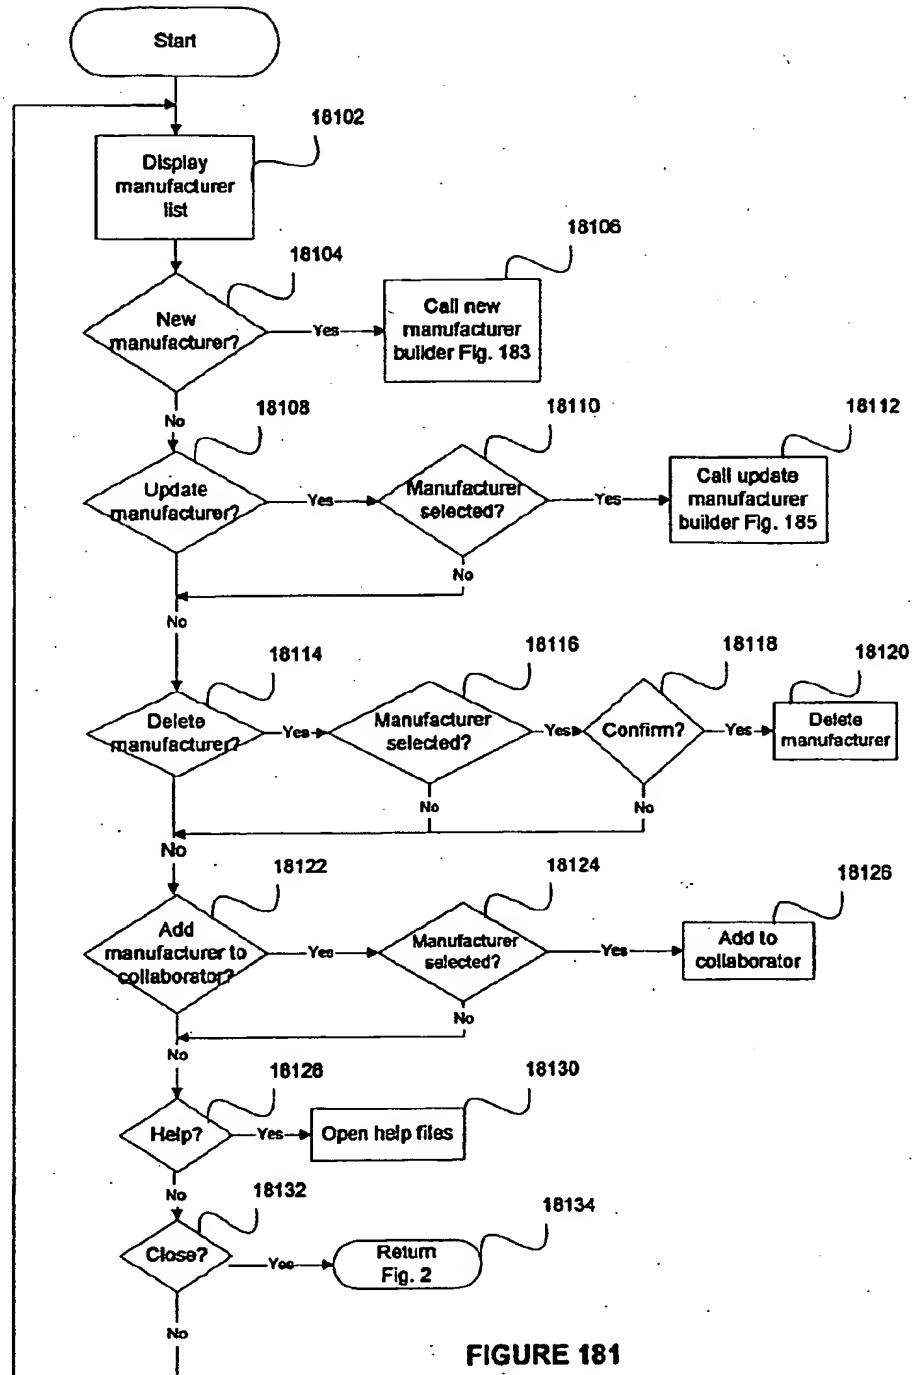 Start
18102
Display
manufacturer
list
18104
18106
New
manufacturer?
Yes
Call new
manufacturer
builder Fig. 183
No
18108
18110
18112
Update
manufacturer?
Yes
Manufacturer
selected?
Yes
Call update
manufacturer
builder Fig. 185
No
No
18114
18116
18118
18120
Delete
manufacturer?
Yes
Manufacturer
selected?
Yes
Confirm?
Yes
Delete
manufacturer
No
No
No
18122
18124
18126
Add
manufacturer to
collaborator?
Yes
Manufacturer
selected?
Yes
Add to
collaborator
No
No
18128
18130
Help?
Yes
Open help files
No
18132
18134
Close?
Yes
Return
Fig. 2
No
FIGURE 181